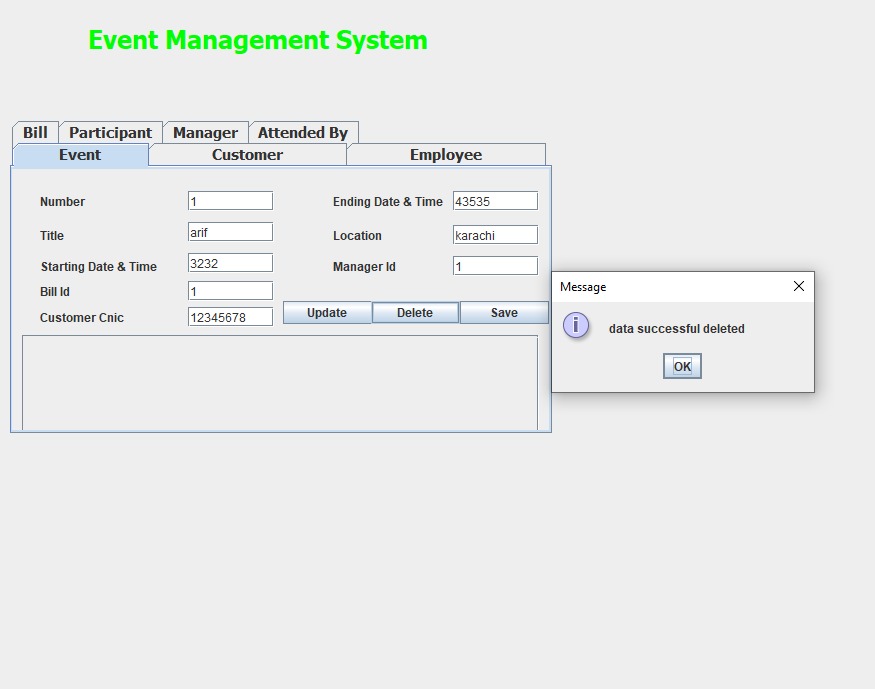 Event Management System
Bill Participant Manager Attended By
Event Customer Employee
Number 1 Ending Date & Time 43535
Title arif Location karachi
Starting Date & Time 3232 Manager Id 1
Bill Id 1
Customer Cnic 12345678 Update Delete Save
Message
i data successful deleted
OK